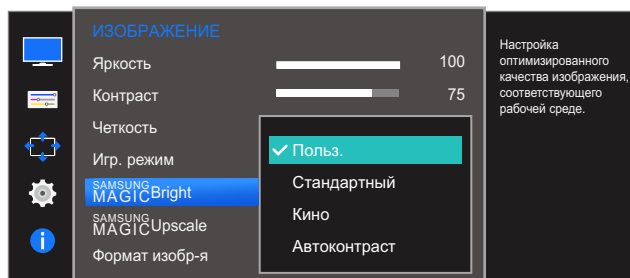 ИЗОБРАЖЕНИЕ
Яркость 100
Контраст 75
Четкость
Игр. режим
SAMSUNG
MAGICBright
SAMSUNG
MAGICUpscale
Формат изобр-я
Польз.
Стандартный
Кино
Автоконтраст
Настройка
оптимизированного
качества изображения,
соответствующего
рабочей среде.